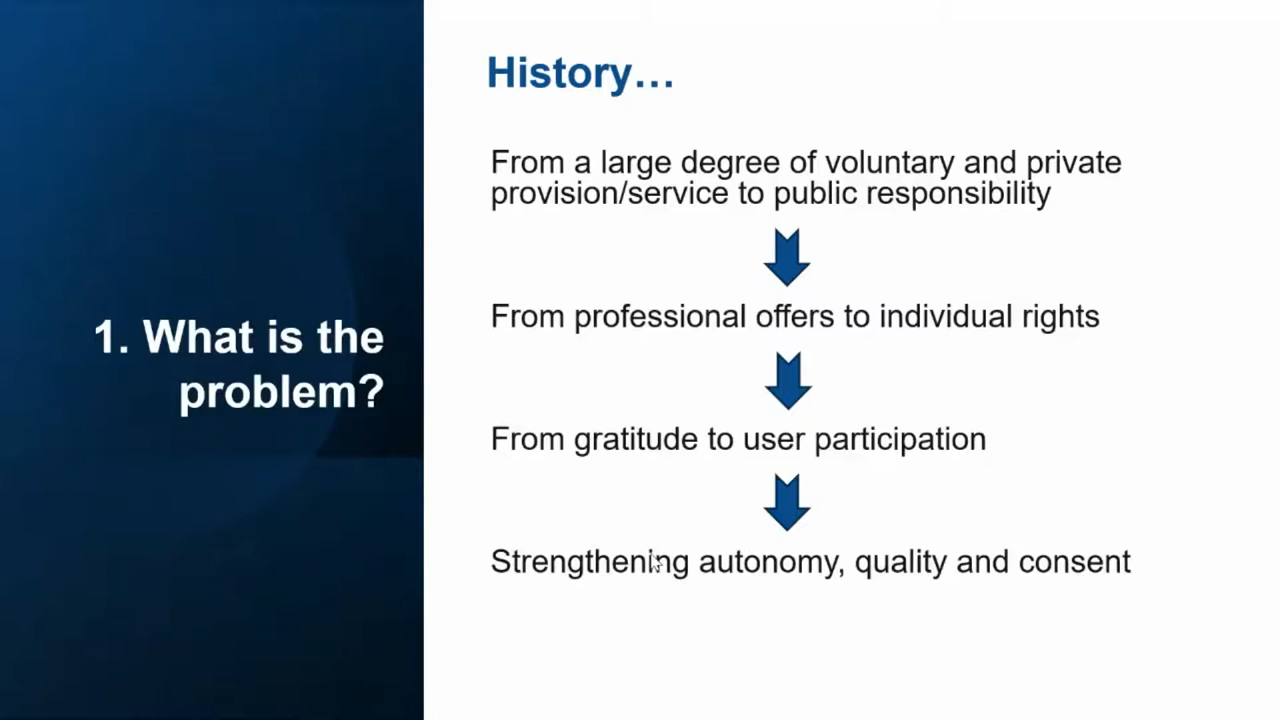 1. What is the
problem?
History…
From a large degree of voluntary and private
provision/service to public responsibility
From professional offers to individual rights
From gratitude to user participation
Strengthening autonomy, quality and consent